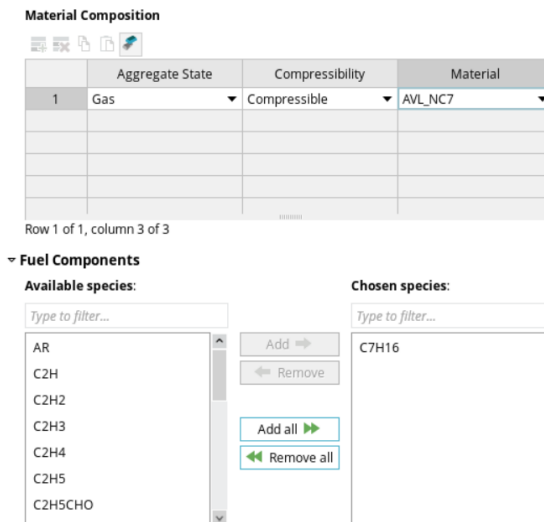 Material Composition
Aggregate State Compressibility Material
1 Gas Compressible AVL_NC7
Row 1 of 1, column 3 of 3
Fuel Components
Available species: Chosen species:
Type to filter... Type to filter...
AR Add C7H16
C2H Remove
C2H2
C2H3 Add all
C2H4 Remove all
C2H5
C2H5CHO